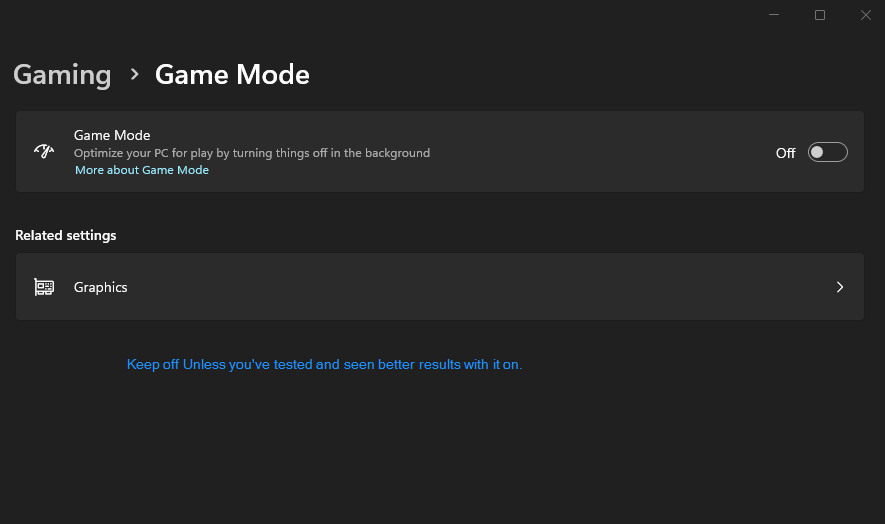 Gaming > Game Mode
Game Mode
Optimize your PC for play by turning things off in the background
More about Game Mode
Off
Related settings
Graphics
Keep off Unless you've tested and seen better results with it on.